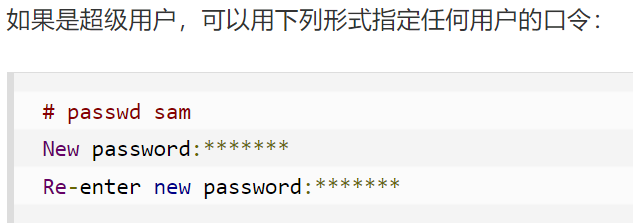 如果是超级用户，可以用下列形式指定任何用户的口令：
# passwd sam
New password:*******
Re-enter new password:*******